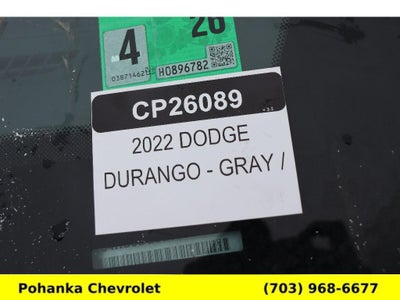 4 26
03871462
H0896782
CP26089
2022 DODGE
DURANGO - GRAY /
Pohanka Chevrolet (703) 968-6677